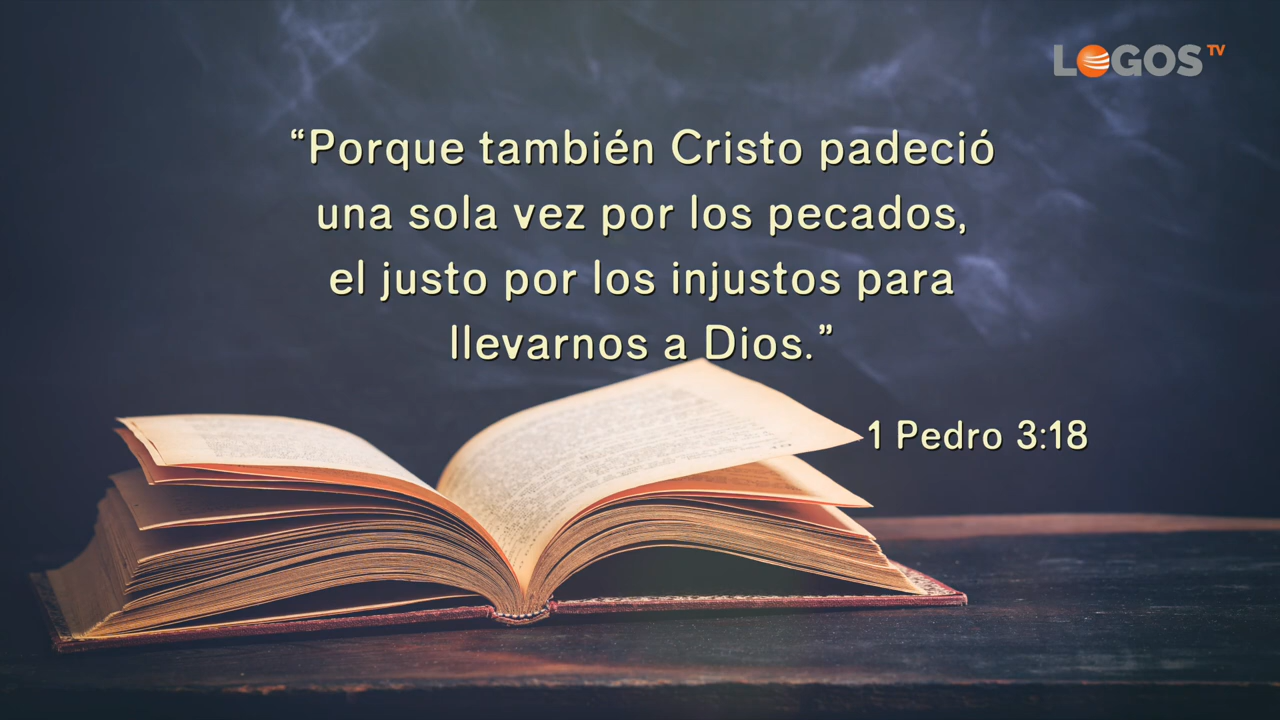 LOGOS TV
“Porque también Cristo padeció
una sola vez por los pecados,
el justo por los injustos para
llevarnos a Dios.”
1 Pedro 3:18